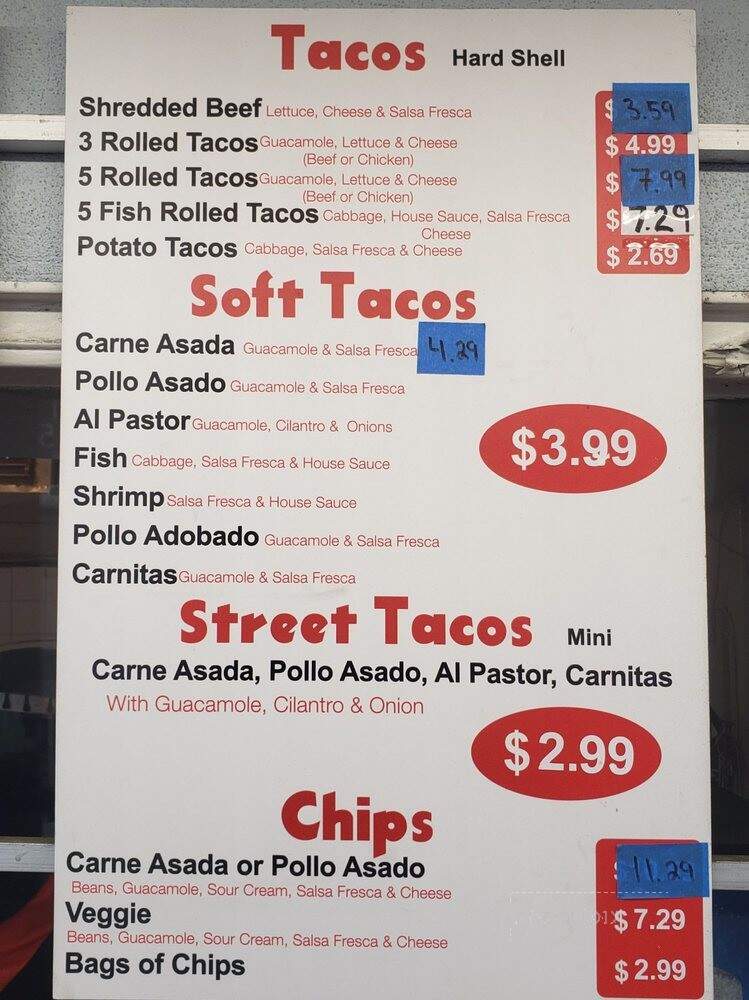 Tacos Hard Shell
Shredded Beef Lettuce, Cheese & Salsa Fresca $ 3.59
3 Rolled Tacos Guacamole, Lettuce & Cheese $ 4.99
(Beef or Chicken)
5 Rolled Tacos Guacamole, Lettuce & Cheese $ 7.99
(Beef or Chicken)
5 Fish Rolled Tacos Cabbage, House Sauce, Salsa Fresca $ 7.29
Cheese
Potato Tacos Cabbage, Salsa Fresca & Cheese $ 2.69
Soft Tacos
Carne Asada Guacamole & Salsa Fresca 4.29
Pollo Asado Guacamole & Salsa Fresca
Al Pastor Guacamole, Cilantro & Onions
$3.99
Fish Cabbage, Salsa Fresca & House Sauce
Shrimp Salsa Fresca & House Sauce
Pollo Adobado Guacamole & Salsa Fresca
Carnitas Guacamole & Salsa Fresca
Street Tacos Mini
Carne Asada, Pollo Asado, Al Pastor, Carnitas
With Guacamole, Cilantro & Onion
$2.99
Chips
Carne Asada or Pollo Asado $11.29
Beans, Guacamole, Sour Cream, Salsa Fresca & Cheese
Veggie $7.29
Beans, Guacamole, Sour Cream, Salsa Fresca & Cheese
Bags of Chips $2.99